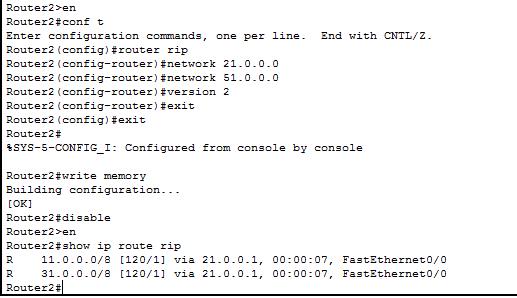 Router2>en
Router2#conf t
Enter configuration commands, one per line.  End with CNTL/Z.
Router2(config)#router rip
Router2(config-router)#network 21.0.0.0
Router2(config-router)#network 51.0.0.0
Router2(config-router)#version 2
Router2(config-router)#exit
Router2(config)#exit
Router2#
%SYS-5-CONFIG_I: Configured from console by console

Router2#write memory
Building configuration...
[OK]
Router2#disable
Router2>en
Router2#show ip route rip
R    11.0.0.0/8 [120/1] via 21.0.0.1, 00:00:07, FastEthernet0/0
R    31.0.0.0/8 [120/1] via 21.0.0.1, 00:00:07, FastEthernet0/0
Router2#